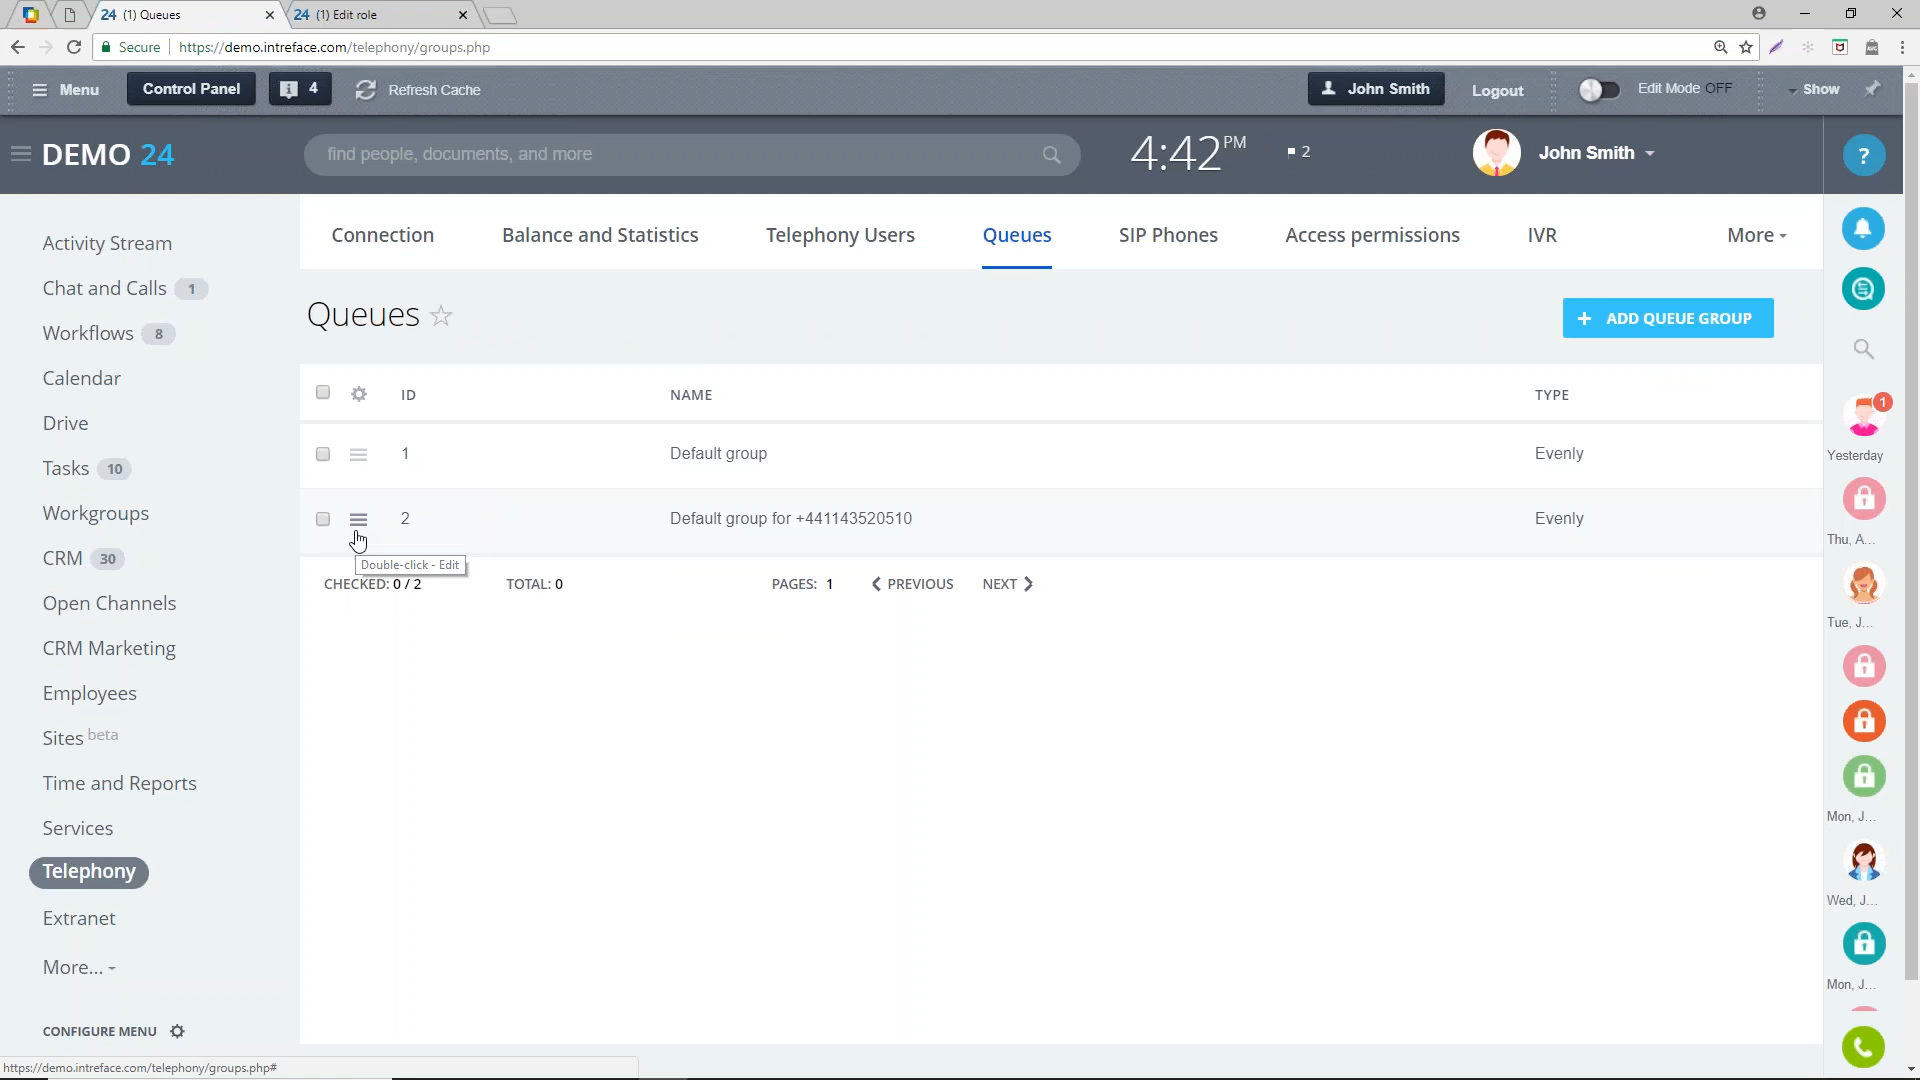 24 (1) Queues
24 (1) Edit role
Secure
https://demo.intreface.com/telephony/groups.php
Menu
Control Panel
4
Refresh Cache
John Smith
Logout
Edit Mode OFF
Show
DEMO 24
find people, documents, and more
4:42 PM
2
John Smith
?
Activity Stream
Chat and Calls 1
Workflows 8
Calendar
Drive
Tasks 10
Workgroups
CRM 30
Open Channels
CRM Marketing
Employees
Sites beta
Time and Reports
Services
Telephony
Extranet
More...
CONFIGURE MENU
Connection
Balance and Statistics
Telephony Users
Queues
SIP Phones
Access permissions
IVR
More
Queues
+ ADD QUEUE GROUP
ID
NAME
TYPE
1
Default group
Evenly
2
Default group for +441143520510
Evenly
Double-click - Edit
CHECKED: 0 / 2
TOTAL: 0
PAGES: 1
PREVIOUS
NEXT
1
Yesterday
Thu, A...
Tue, J...
Mon, J...
Wed, J...
Mon, J...
https://demo.intreface.com/telephony/groups.php#